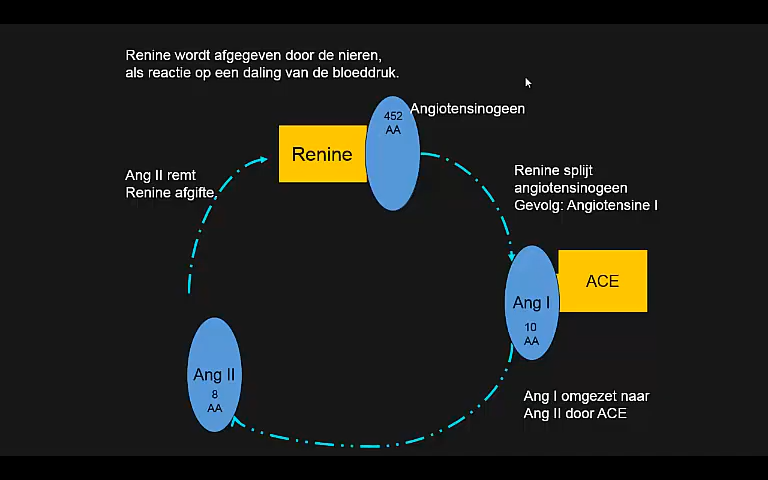 Renine wordt afgegeven door de nieren,
als reactie op een daling van de bloeddruk.
452
AA
Angiotensinogeen
Renine
Ang II remt
Renine afgifte
Renine splijt
angiotensinogeen
Gevolg: Angiotensine I
ACE
Ang I
10
AA
Ang II
8
AA
Ang I omgezet naar
Ang II door ACE